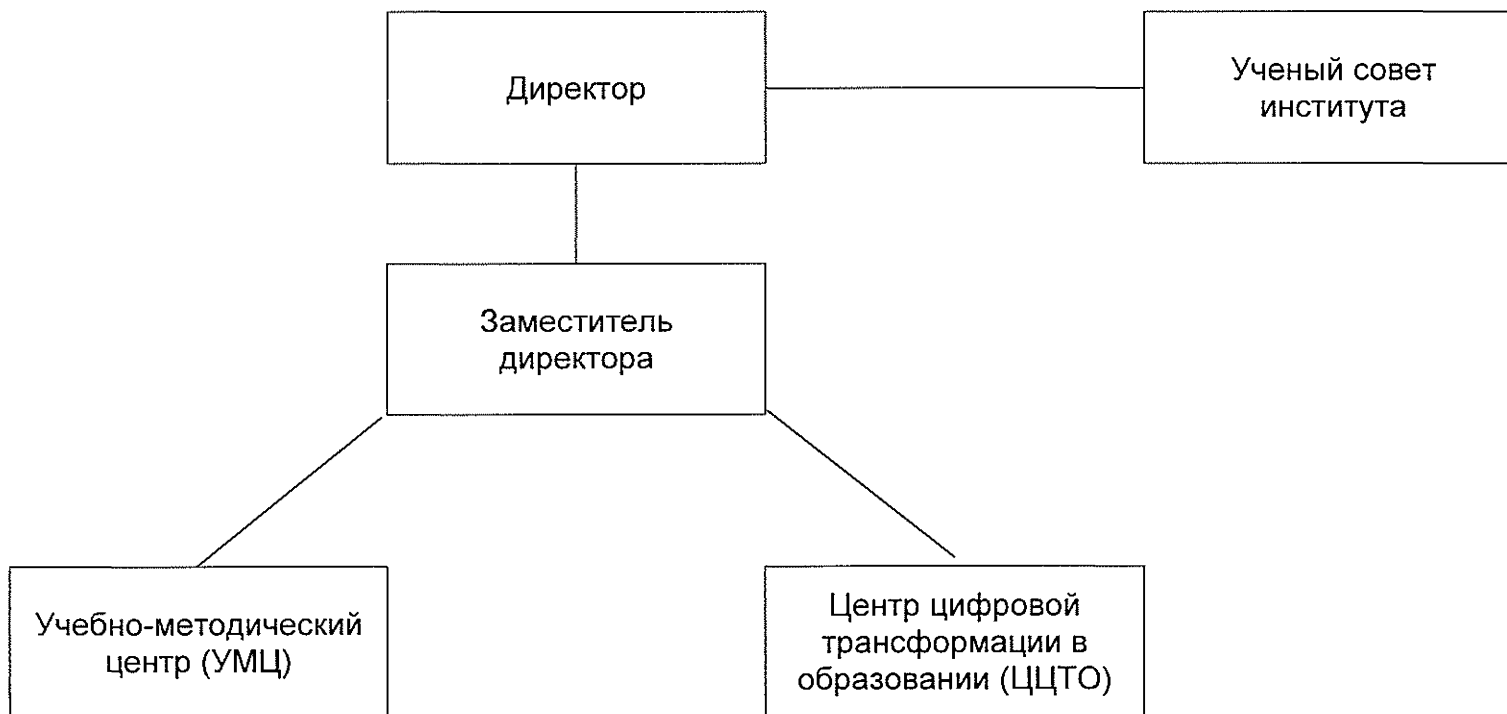 Директор
Ученый совет
института
Заместитель
директора
Учебно-методический
центр (УМЦ)
Центр цифровой
трансформации в
образовании (ЦЦТО)